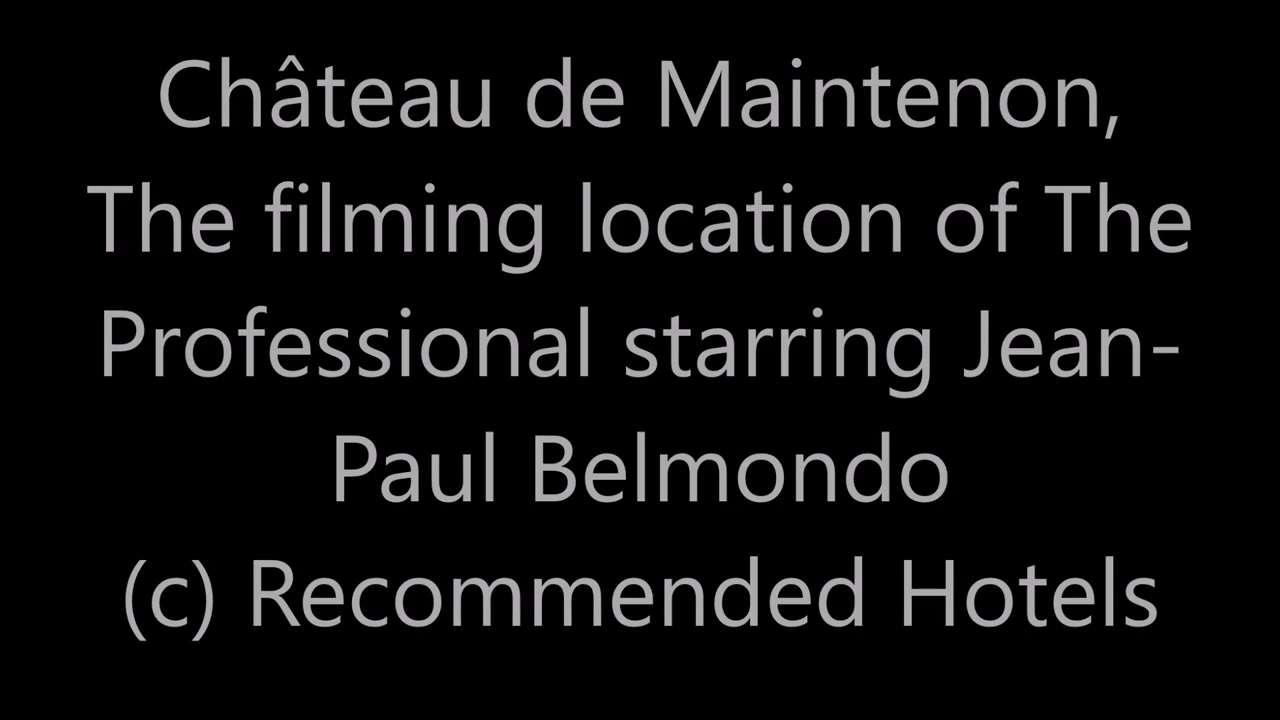 Château de Maintenon,
The filming location of The
Professional starring Jean-
Paul Belmondo
(c) Recommended Hotels